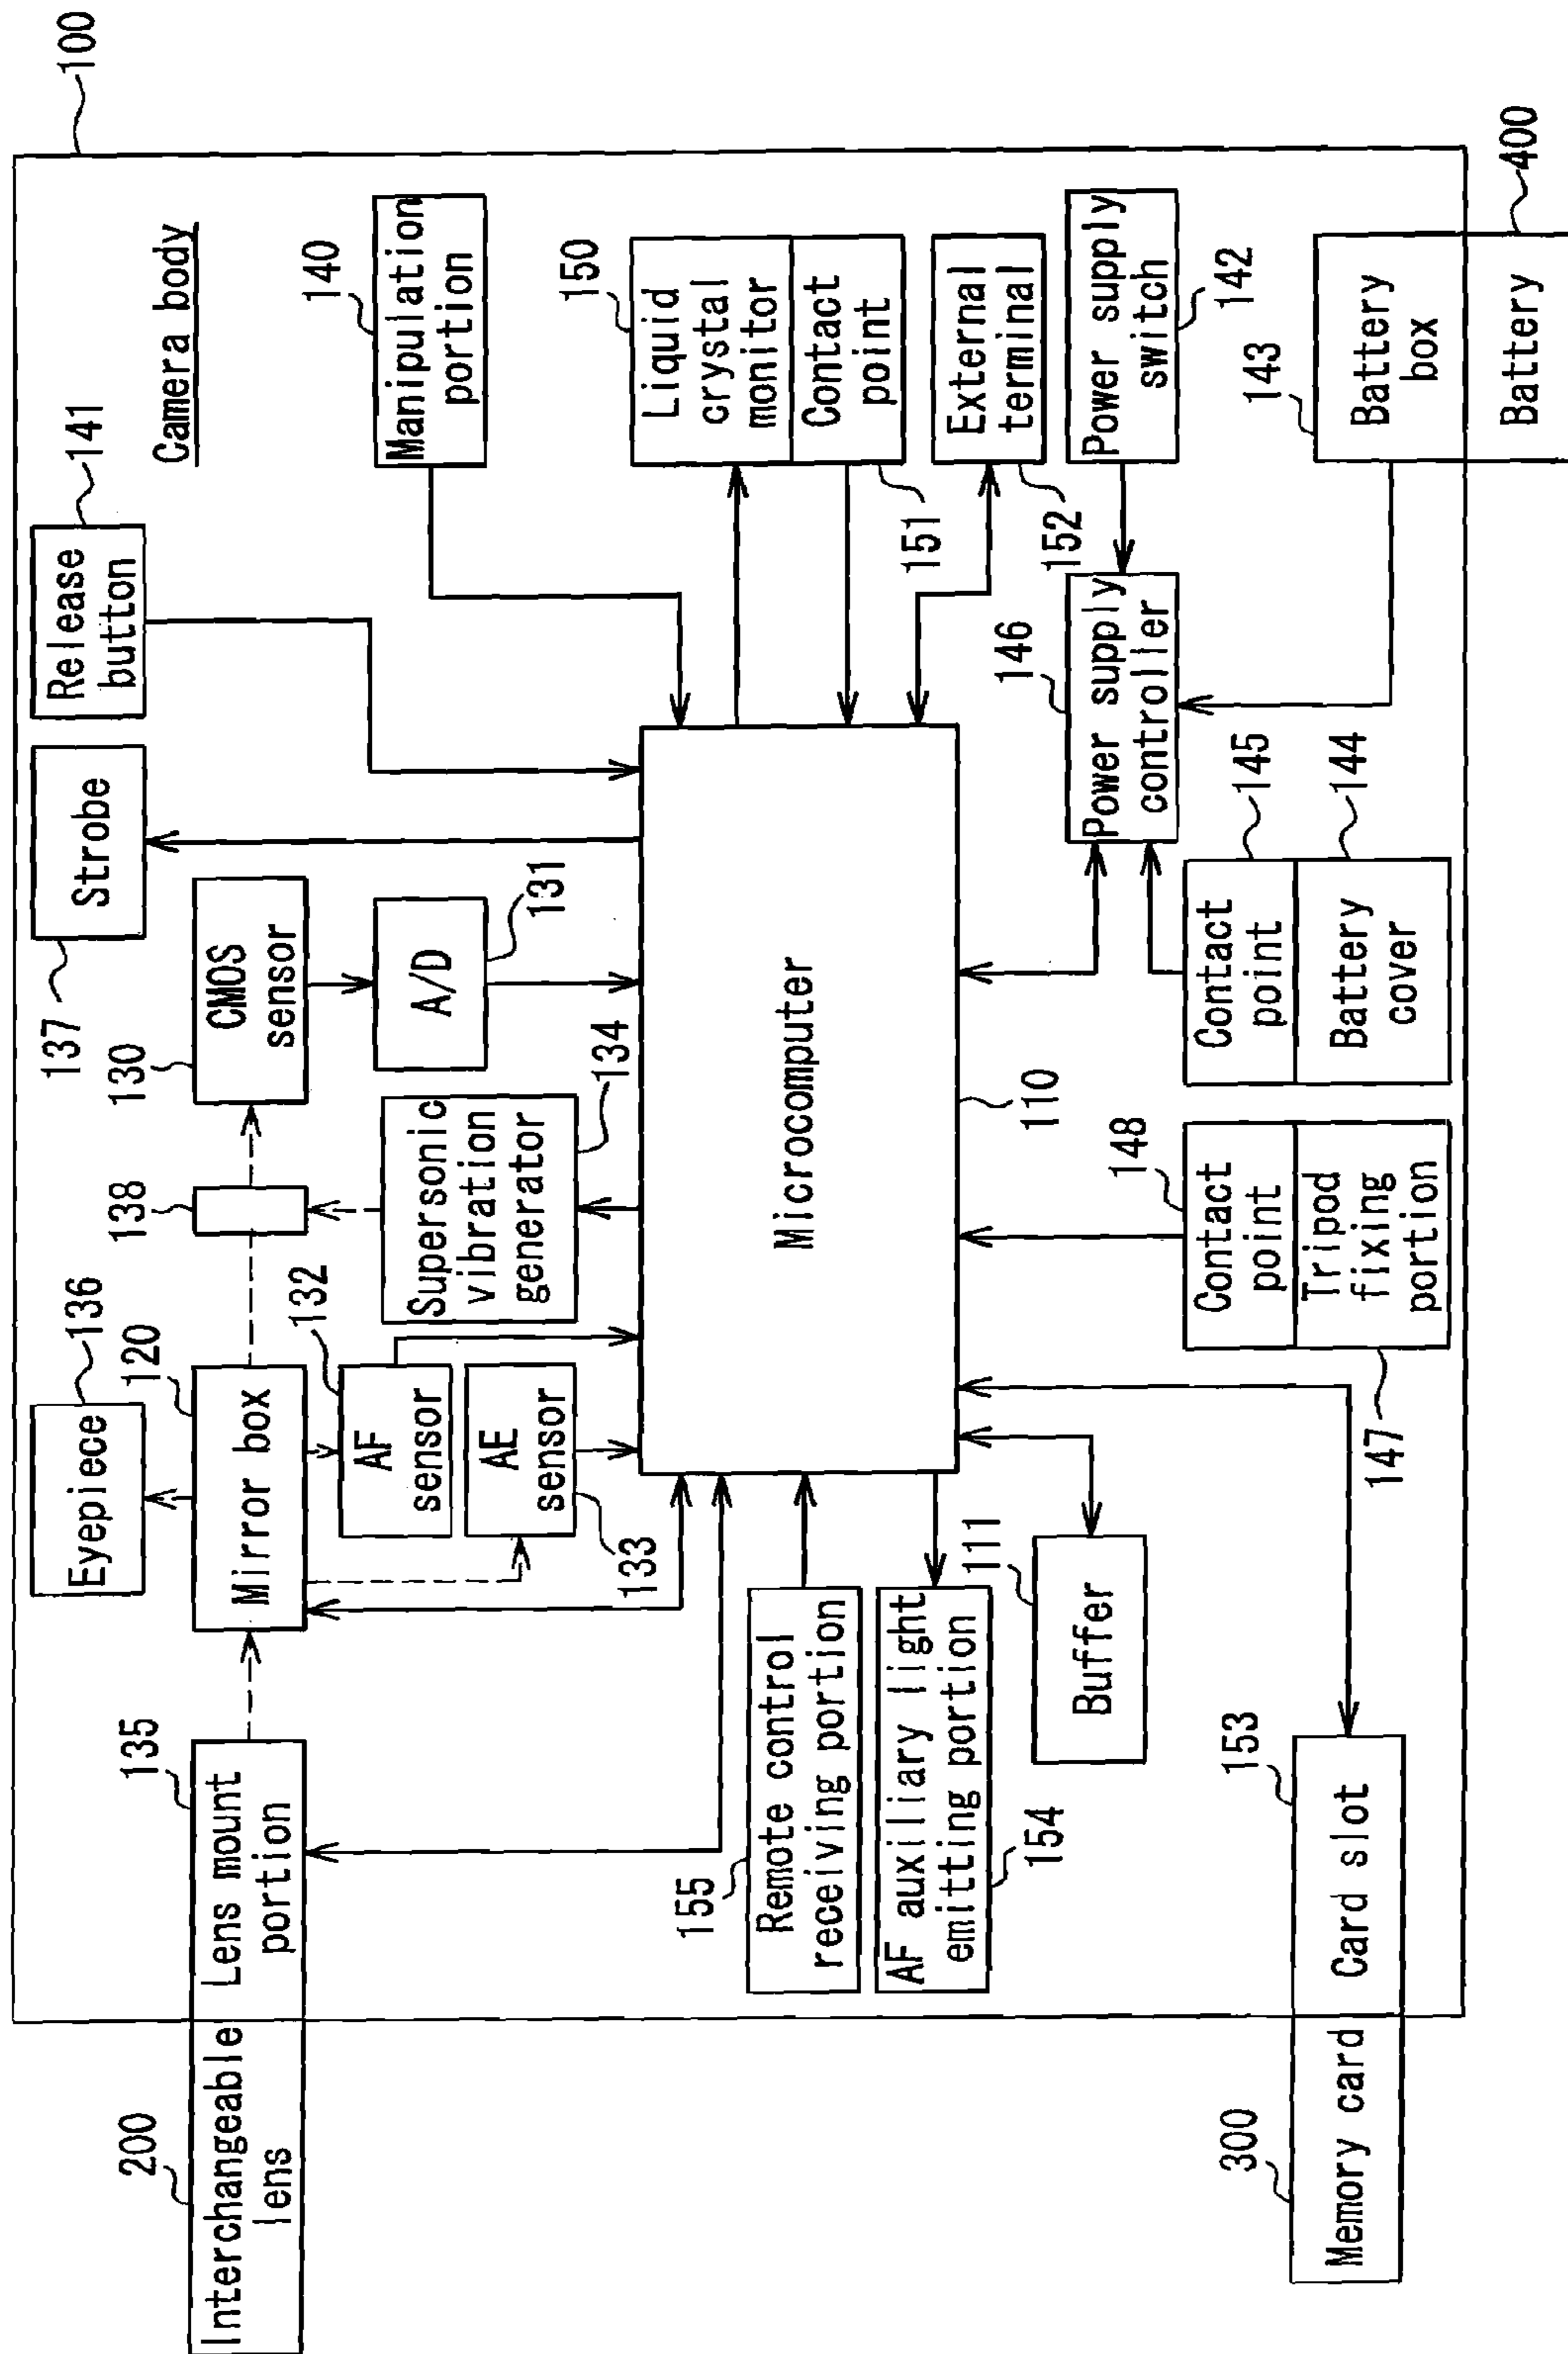 100
Camera body
137
Strobe
Release
button
141
136
Eyepiece
120
Mirror box
138
130
CMOS
sensor
A/D
131
140
Manipulation
portion
200
Interchangeable
lens
135
Lens mount
portion
132
AF
sensor
AE
sensor
133
Supersonic
vibration
generator
134
150
Liquid
crystal
monitor
Contact
point
151
155
Remote control
receiving portion
AF auxiliary light
emitting portion
154
Microcomputer
110
External
terminal
152
111
Buffer
146
Power supply
controller
Power supply
switch
142
148
Contact
point
Tripod
fixing
portion
147
Contact
point
145
Battery
cover
144
143
Battery
box
300
Memory card
153
Card slot
Battery
400